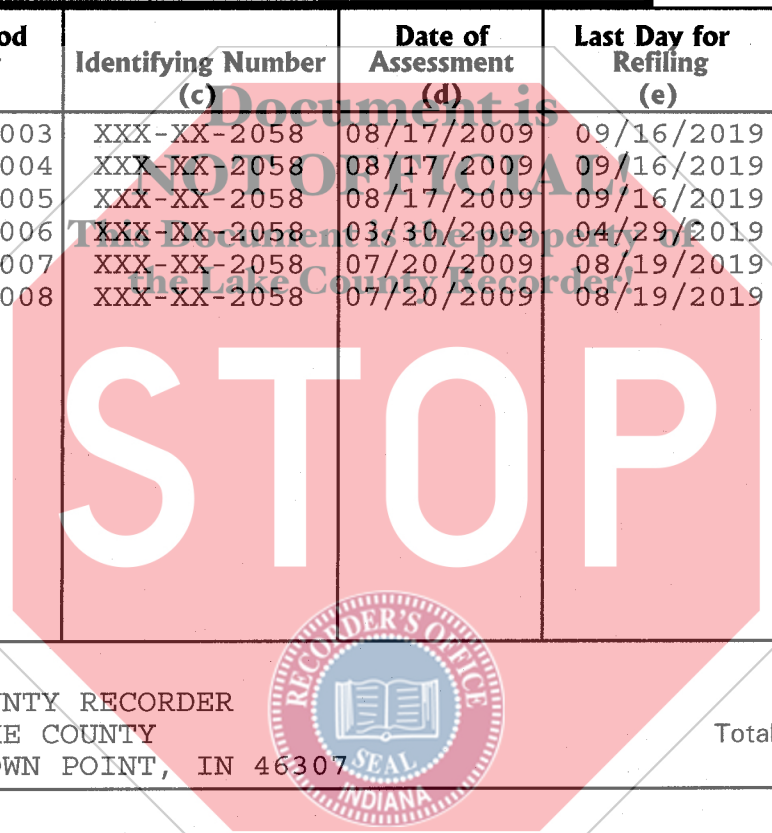 od Identifying Number Date of Assessment Last Day for Refiling
(c) (d) (e)
003 XXX-XX-2058 08/17/2009 09/16/2019
004 XXX-XX-2058 08/17/2009 09/16/2019
005 XXX-XX-2058 08/17/2009 09/16/2019
006 XXX-XX-2058 03/30/2009 04/29/2019
007 XXX-XX-2058 07/20/2009 08/19/2019
008 XXX-XX-2058 07/20/2009 08/19/2019
Document is
NOT OFFICIAL!
This Document is the property of
the Lake County Recorder!
STOP
RECORDER'S OFFICE
SEAL
INDIANA
NTY RECORDER
E COUNTY
WN POINT, IN 46307
Total